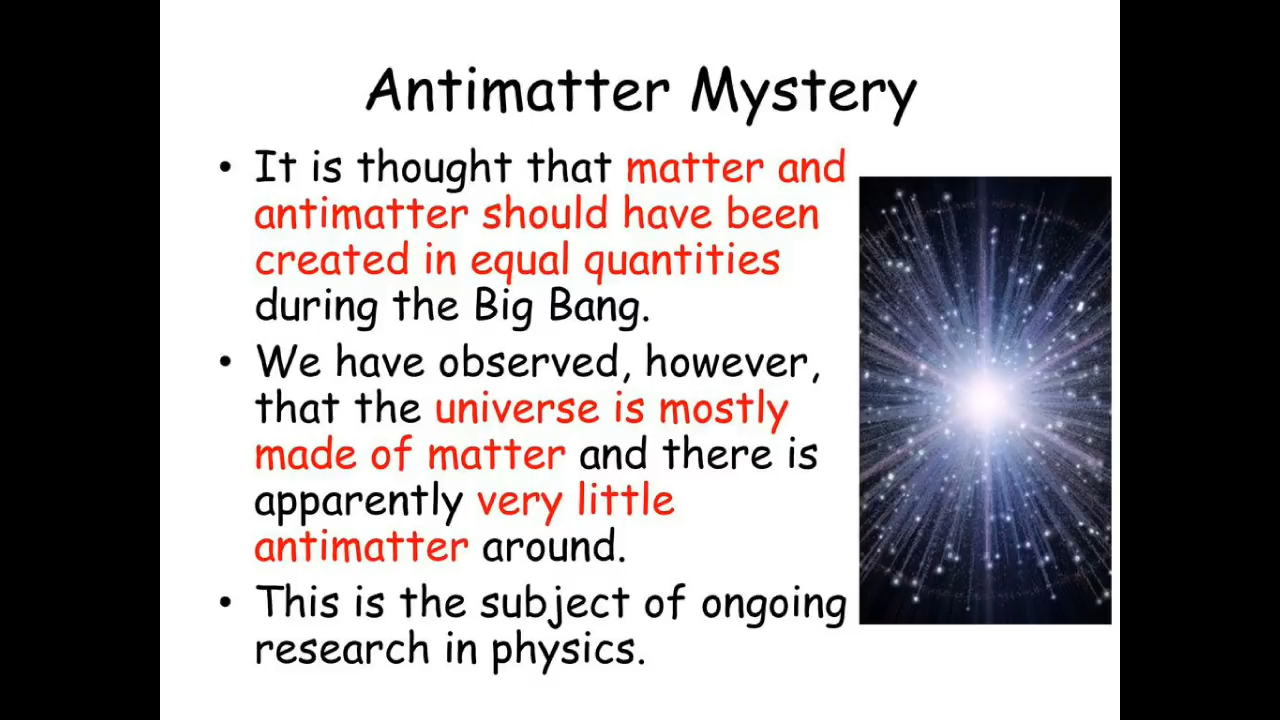 Antimatter Mystery
• It is thought that matter and
antimatter should have been
created in equal quantities
during the Big Bang.
• We have observed, however,
that the universe is mostly
made of matter and there is
apparently very little
antimatter around.
• This is the subject of ongoing
research in physics.